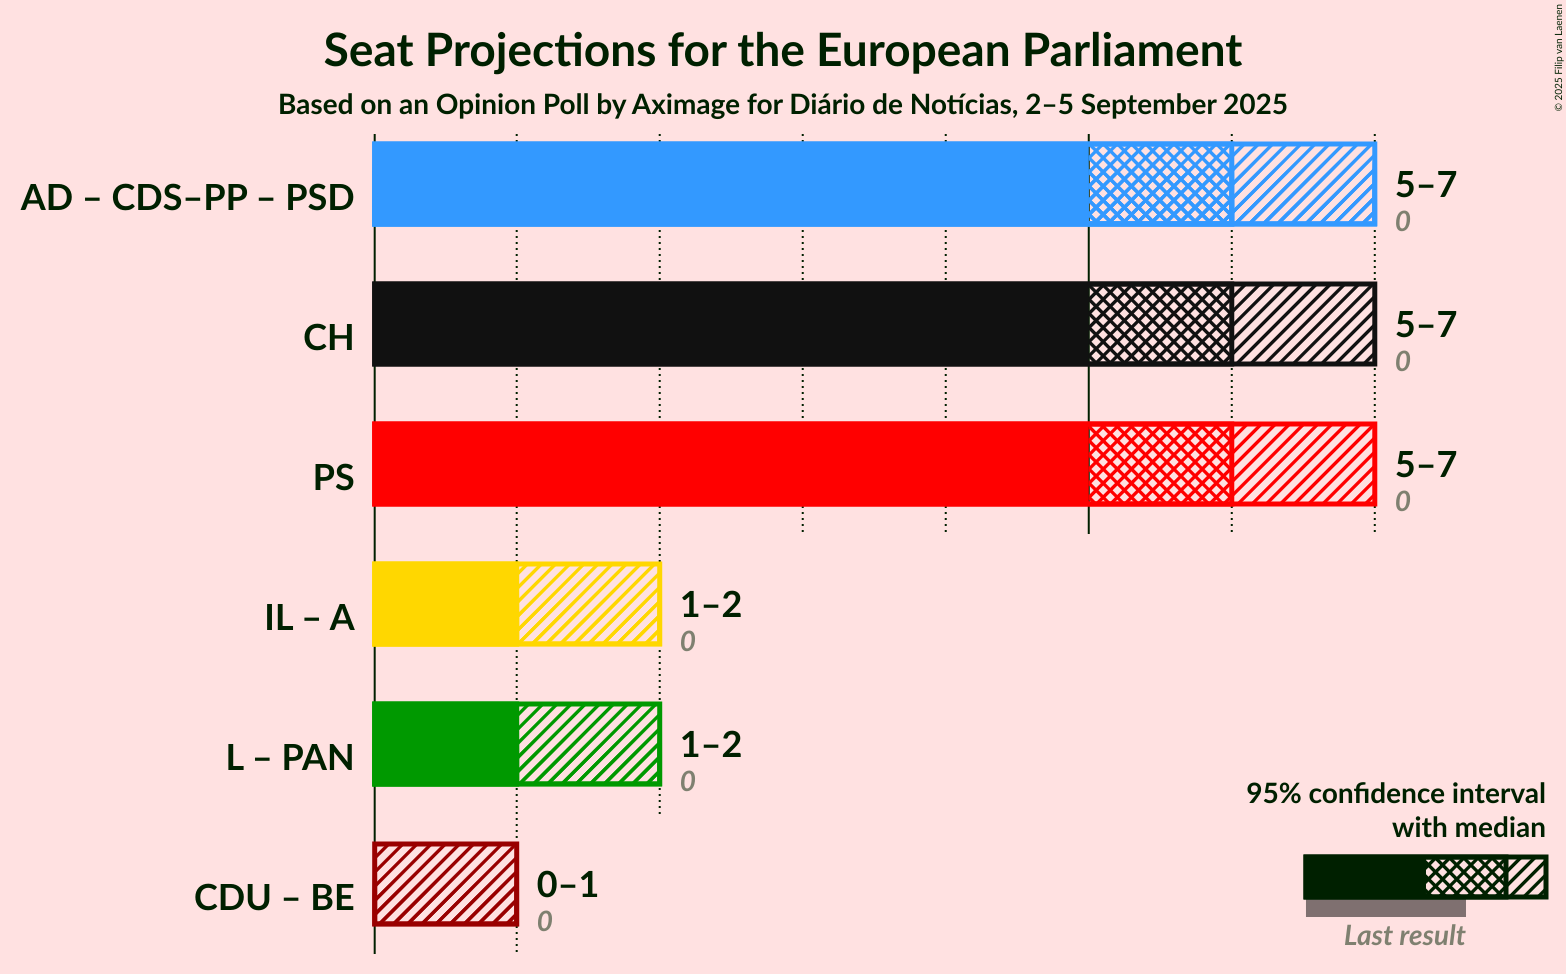 Seat Projections for the European Parliament
Based on an Opinion Poll by Aximage for Diário de Notícias, 2–5 September 2025
© 2025 Filip van Laenen
AD – CDS–PP – PSD
5–7
0
CH
5–7
0
PS
5–7
0
IL – A
1–2
0
L – PAN
1–2
0
CDU – BE
0–1
0
95% confidence interval
with median
Last result